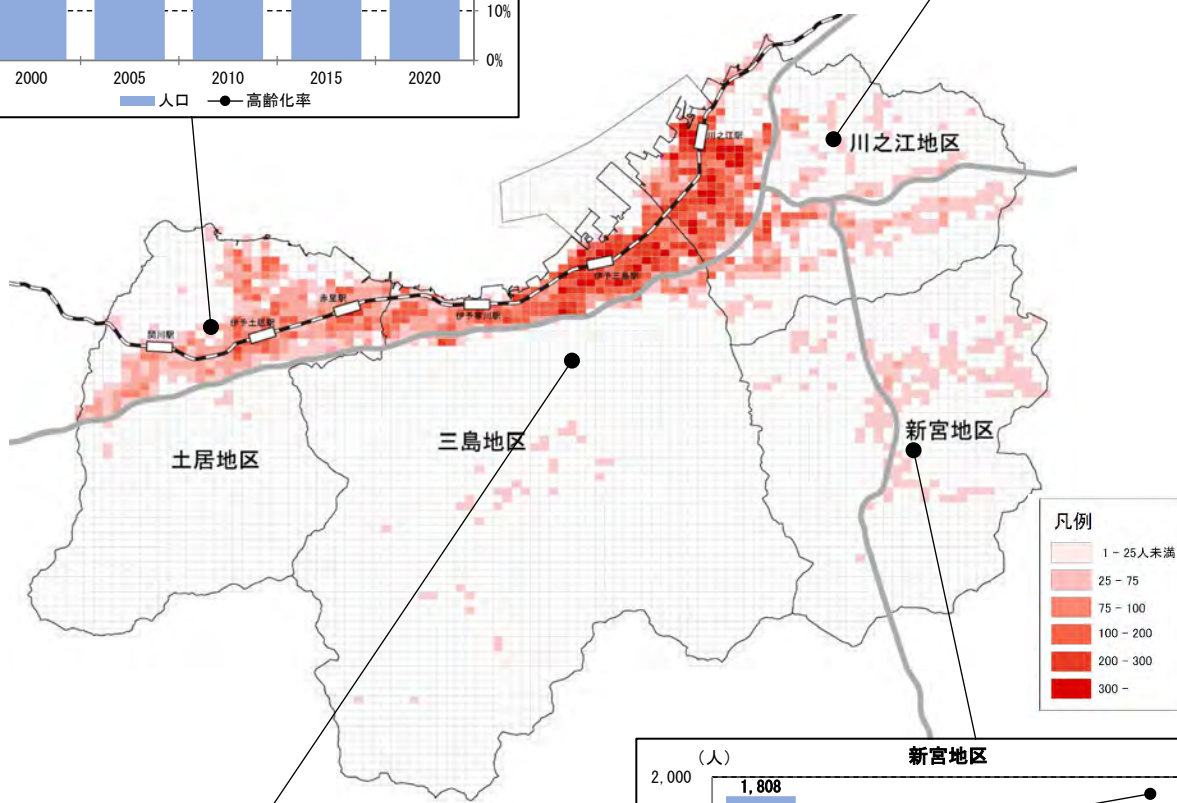 10%
0%
2000 2005 2010 2015 2020
人口 高齢化率
川之江駅
川之江地区
伊予三島駅
赤星駅
伊予寒川駅
伊予土居駅
関川駅
新宮地区
三島地区
土居地区
凡例
1 - 25人未満
25 - 75
75 - 100
100 - 200
200 - 300
300 -
(人) 新宮地区
2,000
1,808